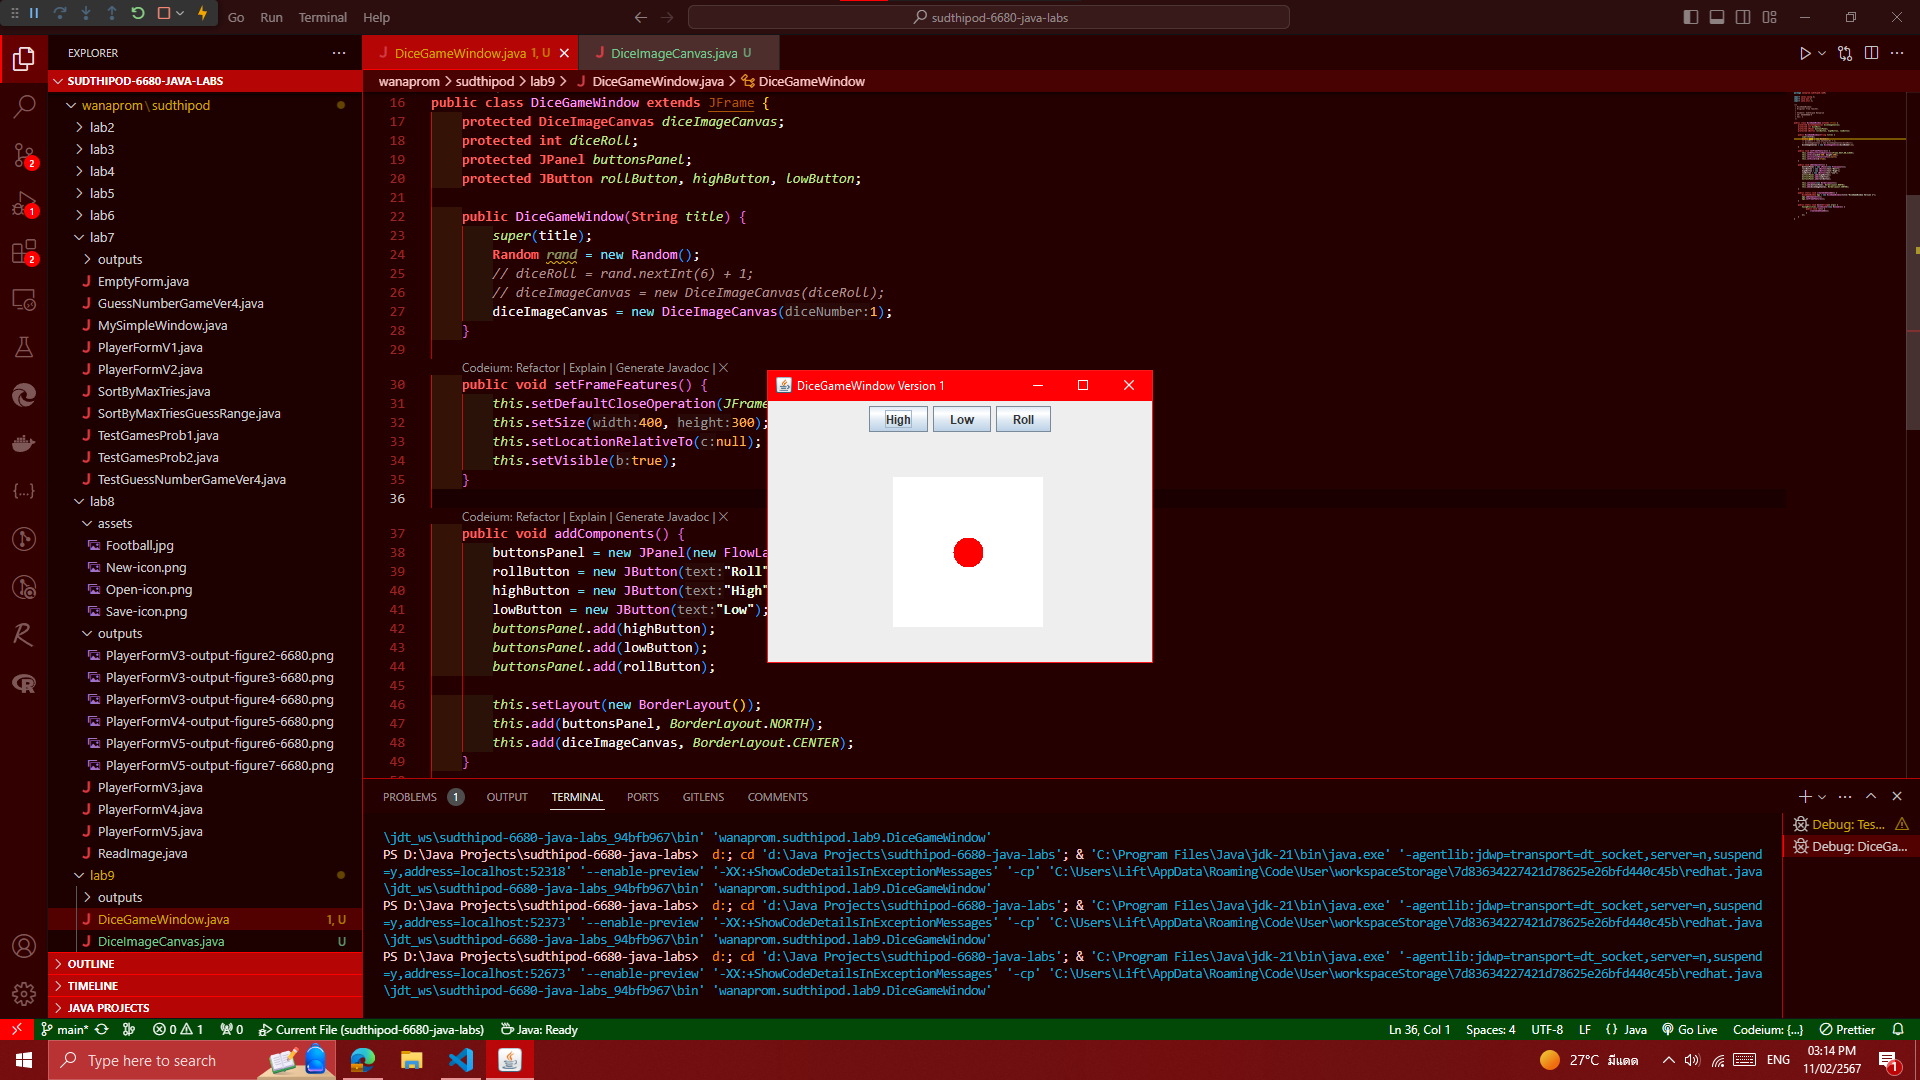 Go Run Terminal Help
sudthipod-6680-java-labs
EXPLORER
SUDTHIPOD-6680-JAVA-LABS
wanaprom\sudthipod
lab2
lab3
lab4
lab5
lab6
lab7
outputs
EmptyForm.java
GuessNumberGameVer4.java
MySimpleWindow.java
PlayerFormV1.java
PlayerFormV2.java
SortByMaxTries.java
SortByMaxTriesGuessRange.java
TestGamesProb1.java
TestGamesProb2.java
TestGuessNumberGameVer4.java
lab8
assets
Football.jpg
New-icon.png
Open-icon.png
Save-icon.png
outputs
PlayerFormV3-output-figure2-6680.png
PlayerFormV3-output-figure3-6680.png
PlayerFormV3-output-figure4-6680.png
PlayerFormV4-output-figure5-6680.png
PlayerFormV5-output-figure6-6680.png
PlayerFormV5-output-figure7-6680.png
PlayerFormV3.java
PlayerFormV4.java
PlayerFormV5.java
ReadImage.java
lab9
outputs
DiceGameWindow.java 1, U
DiceImageCanvas.java U
OUTLINE
TIMELINE
JAVA PROJECTS
2
1
2
DiceGameWindow.java 1, U
DiceImageCanvas.java U
wanaprom > sudthipod > lab9 > DiceGameWindow.java > DiceGameWindow
16 public class DiceGameWindow extends JFrame {
17 protected DiceImageCanvas diceImageCanvas;
18 protected int diceRoll;
19 protected JPanel buttonsPanel;
20 protected JButton rollButton, highButton, lowButton;
21
22 public DiceGameWindow(String title) {
23 super(title);
24 Random rand = new Random();
25 // diceRoll = rand.nextInt(6) + 1;
26 // diceImageCanvas = new DiceImageCanvas(diceRoll);
27 diceImageCanvas = new DiceImageCanvas(diceNumber:1);
28 }
29
Codeium: Refactor | Explain | Generate Javadoc | X
30 public void setFrameFeatures() {
31 this.setDefaultCloseOperation(JFrame
32 this.setSize(width:400, height:300);
33 this.setLocationRelativeTo(c:null);
34 this.setVisible(b:true);
35 }
36
Codeium: Refactor | Explain | Generate Javadoc | X
37 public void addComponents() {
38 buttonsPanel = new JPanel(new FlowLa
39 rollButton = new JButton(text:"Roll"
40 highButton = new JButton(text:"High"
41 lowButton = new JButton(text:"Low");
42 buttonsPanel.add(highButton);
43 buttonsPanel.add(lowButton);
44 buttonsPanel.add(rollButton);
45
46 this.setLayout(new BorderLayout());
47 this.add(buttonsPanel, BorderLayout.NORTH);
48 this.add(diceImageCanvas, BorderLayout.CENTER);
49 }
DiceGameWindow Version 1
High Low Roll
PROBLEMS 1 OUTPUT TERMINAL PORTS GITLENS COMMENTS
\jdt_ws\sudthipod-6680-java-labs_94bfb967\bin' 'wanaprom.sudthipod.lab9.DiceGameWindow'
PS D:\Java Projects\sudthipod-6680-java-labs> d:; cd 'd:\Java Projects\sudthipod-6680-java-labs'; & 'C:\Program Files\Java\jdk-21\bin\java.exe' '-agentlib:jdwp=transport=dt_socket,server=n,suspend
=y,address=localhost:52318' '--enable-preview' '-XX:+ShowCodeDetailsInExceptionMessages' '-cp' 'C:\Users\Lift\AppData\Roaming\Code\User\workspaceStorage\7d83634227421d78625e26bfd440c45b\redhat.java
\jdt_ws\sudthipod-6680-java-labs_94bfb967\bin' 'wanaprom.sudthipod.lab9.DiceGameWindow'
PS D:\Java Projects\sudthipod-6680-java-labs> d:; cd 'd:\Java Projects\sudthipod-6680-java-labs'; & 'C:\Program Files\Java\jdk-21\bin\java.exe' '-agentlib:jdwp=transport=dt_socket,server=n,suspend
=y,address=localhost:52373' '--enable-preview' '-XX:+ShowCodeDetailsInExceptionMessages' '-cp' 'C:\Users\Lift\AppData\Roaming\Code\User\workspaceStorage\7d83634227421d78625e26bfd440c45b\redhat.java
\jdt_ws\sudthipod-6680-java-labs_94bfb967\bin' 'wanaprom.sudthipod.lab9.DiceGameWindow'
PS D:\Java Projects\sudthipod-6680-java-labs> d:; cd 'd:\Java Projects\sudthipod-6680-java-labs'; & 'C:\Program Files\Java\jdk-21\bin\java.exe' '-agentlib:jdwp=transport=dt_socket,server=n,suspend
=y,address=localhost:52673' '--enable-preview' '-XX:+ShowCodeDetailsInExceptionMessages' '-cp' 'C:\Users\Lift\AppData\Roaming\Code\User\workspaceStorage\7d83634227421d78625e26bfd440c45b\redhat.java
\jdt_ws\sudthipod-6680-java-labs_94bfb967\bin' 'wanaprom.sudthipod.lab9.DiceGameWindow'
Debug: Tes...
Debug: DiceGa...
main* 0 1 0 Current File (sudthipod-6680-java-labs) Java: Ready
Ln 36, Col 1 Spaces: 4 UTF-8 LF {} Java Go Live Codeium: {...} Prettier
Type here to search
27°C มีแดด ENG
03:14 PM
11/02/2567
1